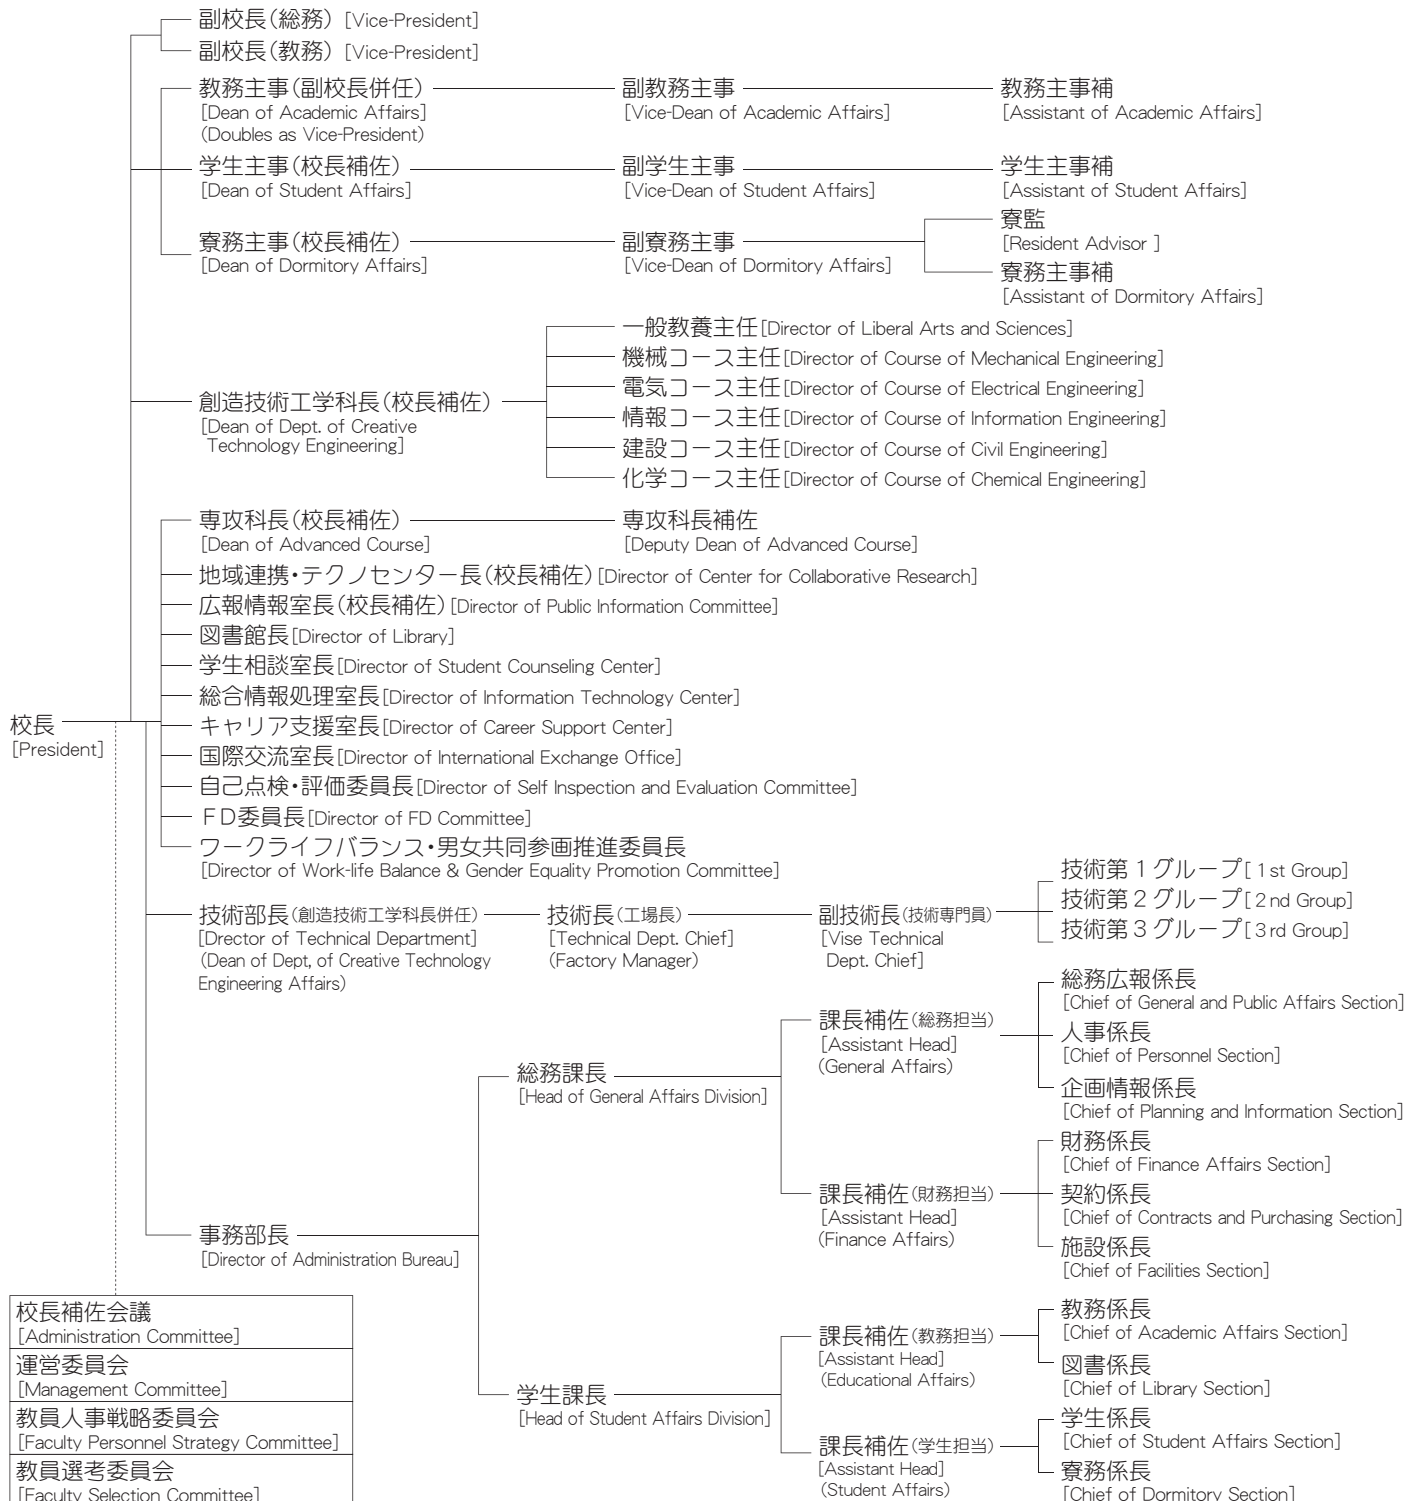 副校長(総務) [Vice-President]
副校長(教務) [Vice-President]
教務主事(副校長併任)
[Dean of Academic Affairs]
(Doubles as Vice-President)
副教務主事
[Vice-Dean of Academic Affairs]
教務主事補
[Assistant of Academic Affairs]
学生主事(校長補佐)
[Dean of Student Affairs]
副学生主事
[Vice-Dean of Student Affairs]
学生主事補
[Assistant of Student Affairs]
寮務主事(校長補佐)
[Dean of Dormitory Affairs]
副寮務主事
[Vice-Dean of Dormitory Affairs]
寮監
[Resident Advisor ]
寮務主事補
[Assistant of Dormitory Affairs]
創造技術工学科長(校長補佐)
[Dean of Dept. of Creative
Technology Engineering]
一般教養主任[Director of Liberal Arts and Sciences]
機械コース主任[Director of Course of Mechanical Engineering]
電気コース主任[Director of Course of Electrical Engineering]
情報コース主任[Director of Course of Information Engineering]
建設コース主任[Director of Course of Civil Engineering]
化学コース主任[Director of Course of Chemical Engineering]
専攻科長(校長補佐)
[Dean of Advanced Course]
専攻科長補佐
[Deputy Dean of Advanced Course]
地域連携・テクノセンター長(校長補佐)[Director of Center for Collaborative Research]
広報情報室長(校長補佐)[Director of Public Information Committee]
図書館長[Director of Library]
学生相談室長[Director of Student Counseling Center]
総合情報処理室長[Director of Information Technology Center]
校長
[President]
キャリア支援室長[Director of Career Support Center]
国際交流室長[Director of International Exchange Office]
自己点検・評価委員長[Director of Self Inspection and Evaluation Committee]
FD委員長[Director of FD Committee]
ワークライフバランス・男女共同参画推進委員長
[Director of Work-life Balance & Gender Equality Promotion Committee]
技術部長(創造技術工学科長併任)
[Drector of Technical Department]
(Dean of Dept, of Creative Technology
Engineering Affairs)
技術長(工場長)
[Technical Dept. Chief]
(Factory Manager)
副技術長(技術専門員)
[Vise Technical
Dept. Chief]
技術第1グループ[1st Group]
技術第2グループ[2nd Group]
技術第3グループ[3rd Group]
事務部長
[Director of Administration Bureau]
総務課長
[Head of General Affairs Division]
課長補佐(総務担当)
[Assistant Head]
(General Affairs)
総務広報係長
[Chief of General and Public Affairs Section]
人事係長
[Chief of Personnel Section]
企画情報係長
[Chief of Planning and Information Section]
課長補佐(財務担当)
[Assistant Head]
(Finance Affairs)
財務係長
[Chief of Finance Affairs Section]
契約係長
[Chief of Contracts and Purchasing Section]
施設係長
[Chief of Facilities Section]
学生課長
[Head of Student Affairs Division]
課長補佐(教務担当)
[Assistant Head]
(Educational Affairs)
教務係長
[Chief of Academic Affairs Section]
図書係長
[Chief of Library Section]
課長補佐(学生担当)
[Assistant Head]
(Student Affairs)
学生係長
[Chief of Student Affairs Section]
寮務係長
[Chief of Dormitory Section]
校長補佐会議
[Administration Committee]
運営委員会
[Management Committee]
教員人事戦略委員会
[Faculty Personnel Strategy Committee]
教員選考委員会
[Faculty Selection Committee]